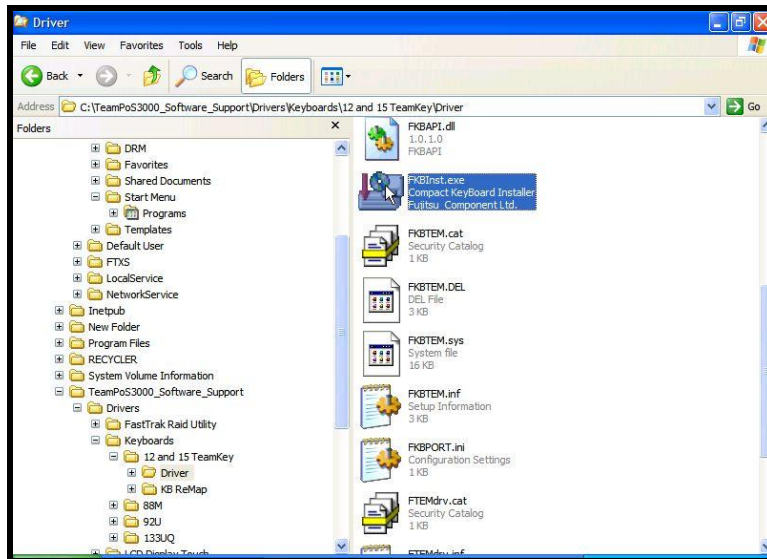 Driver
File Edit View Favorites Tools Help
Back Search Folders
Address C:\TeamPoS3000_Software_Support\Drivers\Keyboards\12 and 15 TeamKey\Driver Go
Folders
DRM
Favorites
Shared Documents
Start Menu
Programs
Templates
Default User
FTXS
LocalService
NetworkService
Inetpub
New Folder
Program Files
RECYCLER
System Volume Information
TeamPoS3000_Software_Support
Drivers
FastTrak Raid Utility
Keyboards
12 and 15 TeamKey
Driver
KB ReMap
88M
92U
133UQ
LCD Display Touch
FKBAPI.dll
1.0.1.0
FKBAPI
FKBInst.exe
Compact KeyBoard Installer
Fujitsu Component Ltd.
FKBTEM.cat
Security Catalog
1 KB
FKBTEM.DEL
DEL File
3 KB
FKBTEM.sys
System file
16 KB
FKBTEM.inf
Setup Information
3 KB
FKBPORT.ini
Configuration Settings
1 KB
FTEMdrv.cat
Security Catalog
1 KB
FTEMdrv.inf